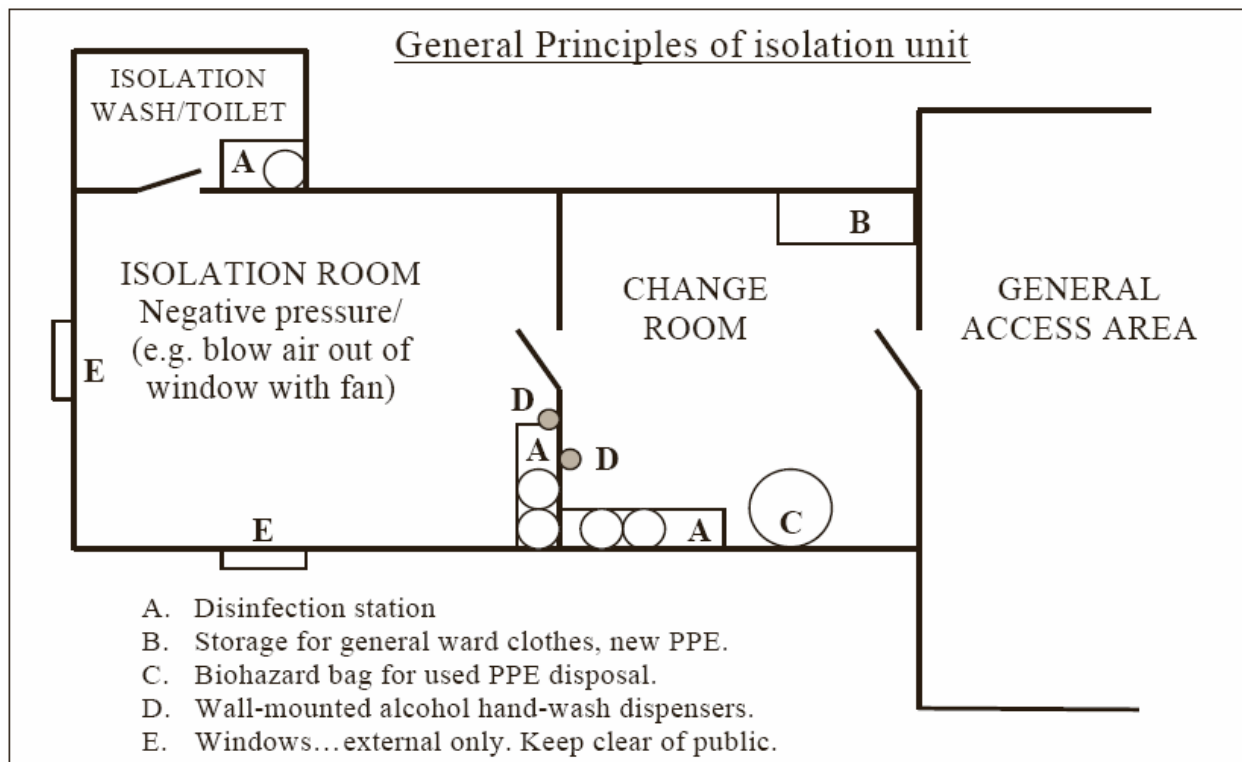 General Principles of isolation unit
ISOLATION
WASH/TOILET
A
B
ISOLATION ROOM
Negative pressure/
(e.g. blow air out of
window with fan)
CHANGE
ROOM
GENERAL
ACCESS AREA
E
D
A
D
E
A
C
A. Disinfection station
B. Storage for general ward clothes, new PPE.
C. Biohazard bag for used PPE disposal.
D. Wall-mounted alcohol hand-wash dispensers.
E. Windows…external only. Keep clear of public.